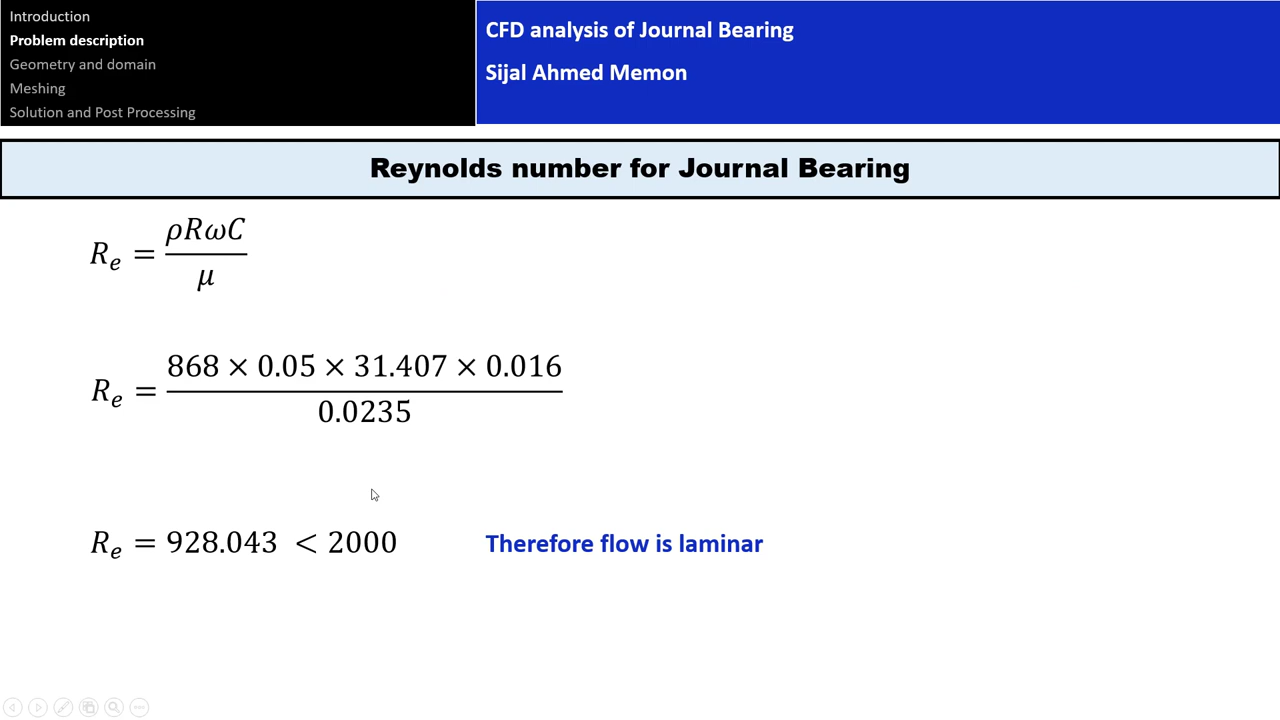 Introduction
Problem description
Geometry and domain
Meshing
Solution and Post Processing
CFD analysis of Journal Bearing
Sijal Ahmed Memon
Reynolds number for Journal Bearing
Rₑ = ρRωC / μ
Rₑ = 868 × 0.05 × 31.407 × 0.016 / 0.0235
Rₑ = 928.043 < 2000 Therefore flow is laminar